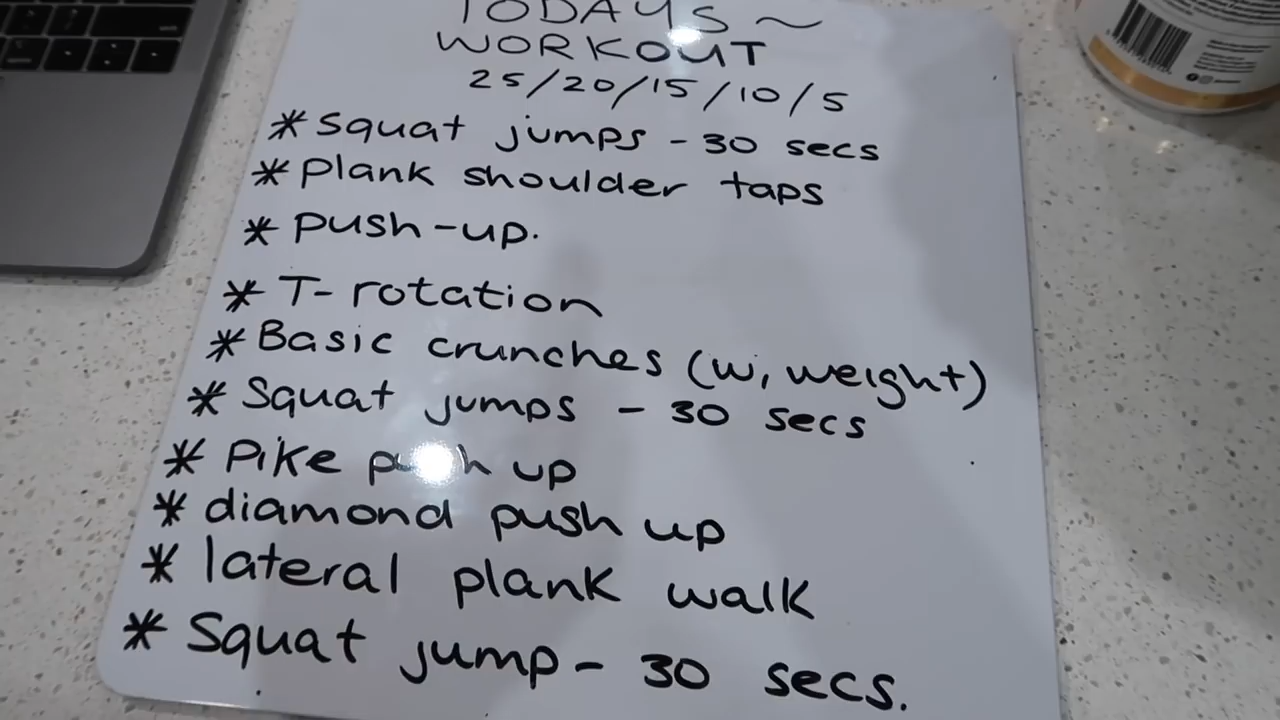 TODAYS ~
WORKOUT
25/20/15/10/5
* squat jumps - 30 secs
* Plank shoulder taps
* Push-up.
* T-rotation
* Basic crunches (w, weight)
* Squat jumps - 30 secs
* Pike push up
* diamond push up
* lateral plank walk
* Squat jump - 30 secs.